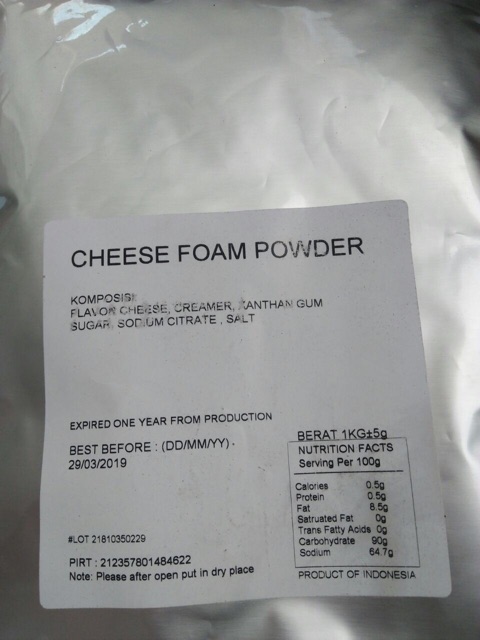 CHEESE FOAM POWDER
KOMPOSISI
FLAVOR CHEESE, CREAMER, XANTHAN GUM
SUGAR, SODIUM CITRATE , SALT
EXPIRED ONE YEAR FROM PRODUCTION
BEST BEFORE : (DD/MM/YY) .
29/03/2019
#LOT 21810350229
PIRT : 212357801484622
Note: Please after open put in dry place
BERAT 1KG±5g
NUTRITION FACTS
Serving Per 100g
Calories 0.5g
Protein 0.5g
Fat 8.5g
Satruated Fat 0g
Trans Fatty Acids 0g
Carbohydrate 90g
Sodium 64.7g
PRODUCT OF INDONESIA